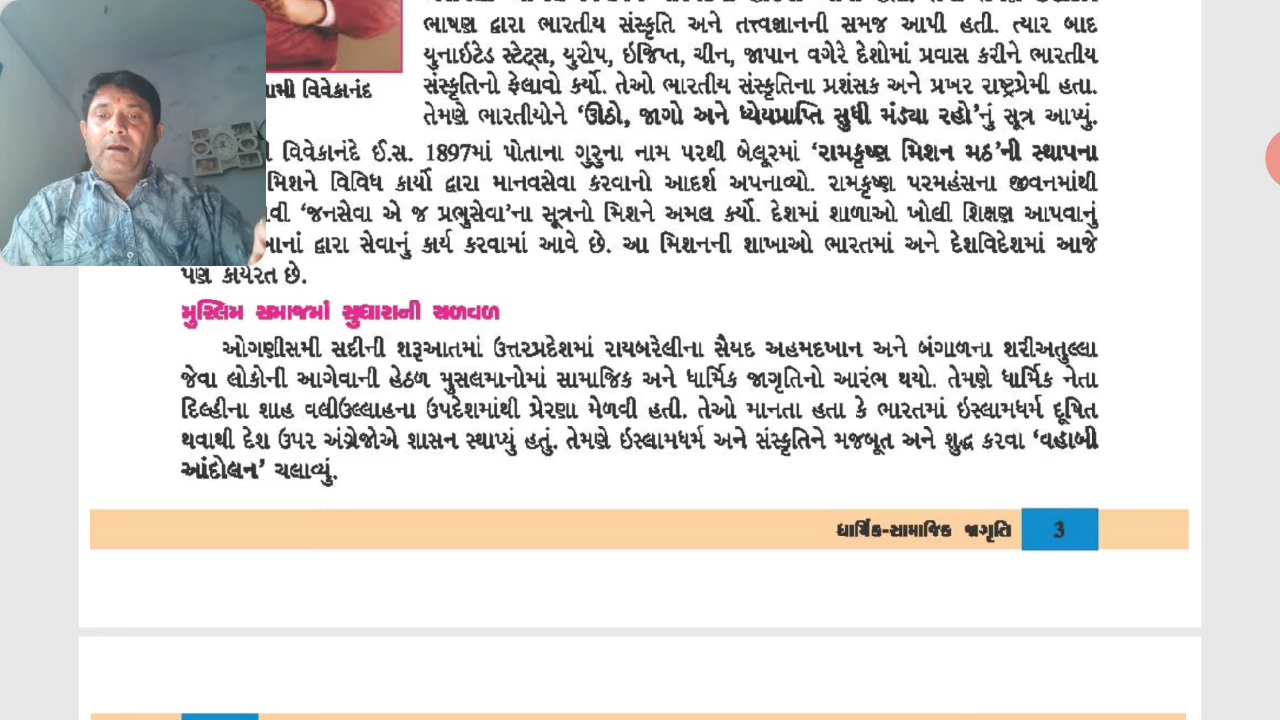 ભાષણ દ્વારા ભારતીય સંસ્કૃતિ અને તત્ત્વજ્ઞાનની સમજ આપી હતી. ત્યાર બાદ
યુનાઇટેડ સ્ટેટ્સ, યુરોપ, ઇજિપ્ત, ચીન, જાપાન વગેરે દેશોમાં પ્રવાસ કરીને ભારતીય
સંસ્કૃતિનો ફેલાવો કર્યો. તેઓ ભારતીય સંસ્કૃતિના પ્રશંસક અને પ્રખર રાષ્ટ્રપ્રેમી હતા.
તેમણે ભારતીયોને ‘ઊઠો, જાગો અને ધ્યેયપ્રાપ્તિ સુધી મંડ્યા રહો’નું સૂત્ર આપ્યું.
વિવેકાનંદ
વિવેકાનંદે ઈ.સ. 1897માં પોતાના ગુરુના નામ પરથી બેલૂરમાં ‘રામકૃષ્ણ મિશન મઠ’ની સ્થાપના
મિશને વિવિધ કાર્યો દ્વારા માનવસેવા કરવાનો આદર્શ અપનાવ્યો. રામકૃષ્ણ પરમહંસના જીવનમાંથી
‘જનસેવા એ જ પ્રભુસેવા’ના સૂત્રનો મિશને અમલ કર્યો. દેશમાં શાળાઓ ખોલી શિક્ષણ આપવાનું
દ્વારા સેવાનું કાર્ય કરવામાં આવે છે. આ મિશનની શાખાઓ ભારતમાં અને દેશવિદેશમાં આજે
પણ કાર્યરત છે.
મુસ્લિમ સમાજમાં સુધારાની ચળવળ
ઓગણીસમી સદીની શરૂઆતમાં ઉત્તરપ્રદેશમાં રાયબરેલીના સૈયદ અહમદખાન અને બંગાળના શરીઅતુલ્લા
જેવા લોકોની આગેવાની હેઠળ મુસલમાનોમાં સામાજિક અને ધાર્મિક જાગૃતિનો આરંભ થયો. તેમણે ધાર્મિક નેતા
દિલ્હીના શાહ વલીઉલ્લાહના ઉપદેશમાંથી પ્રેરણા મેળવી હતી. તેઓ માનતા હતા કે ભારતમાં ઇસ્લામધર્મ દૂષિત
થવાથી દેશ ઉપર અંગ્રેજોએ શાસન સ્થાપ્યું હતું. તેમણે ઇસ્લામધર્મ અને સંસ્કૃતિને મજબૂત અને શુદ્ધ કરવા ‘વહાબી
આંદોલન’ ચલાવ્યું.
ધાર્મિક-સામાજિક જાગૃતિ 3